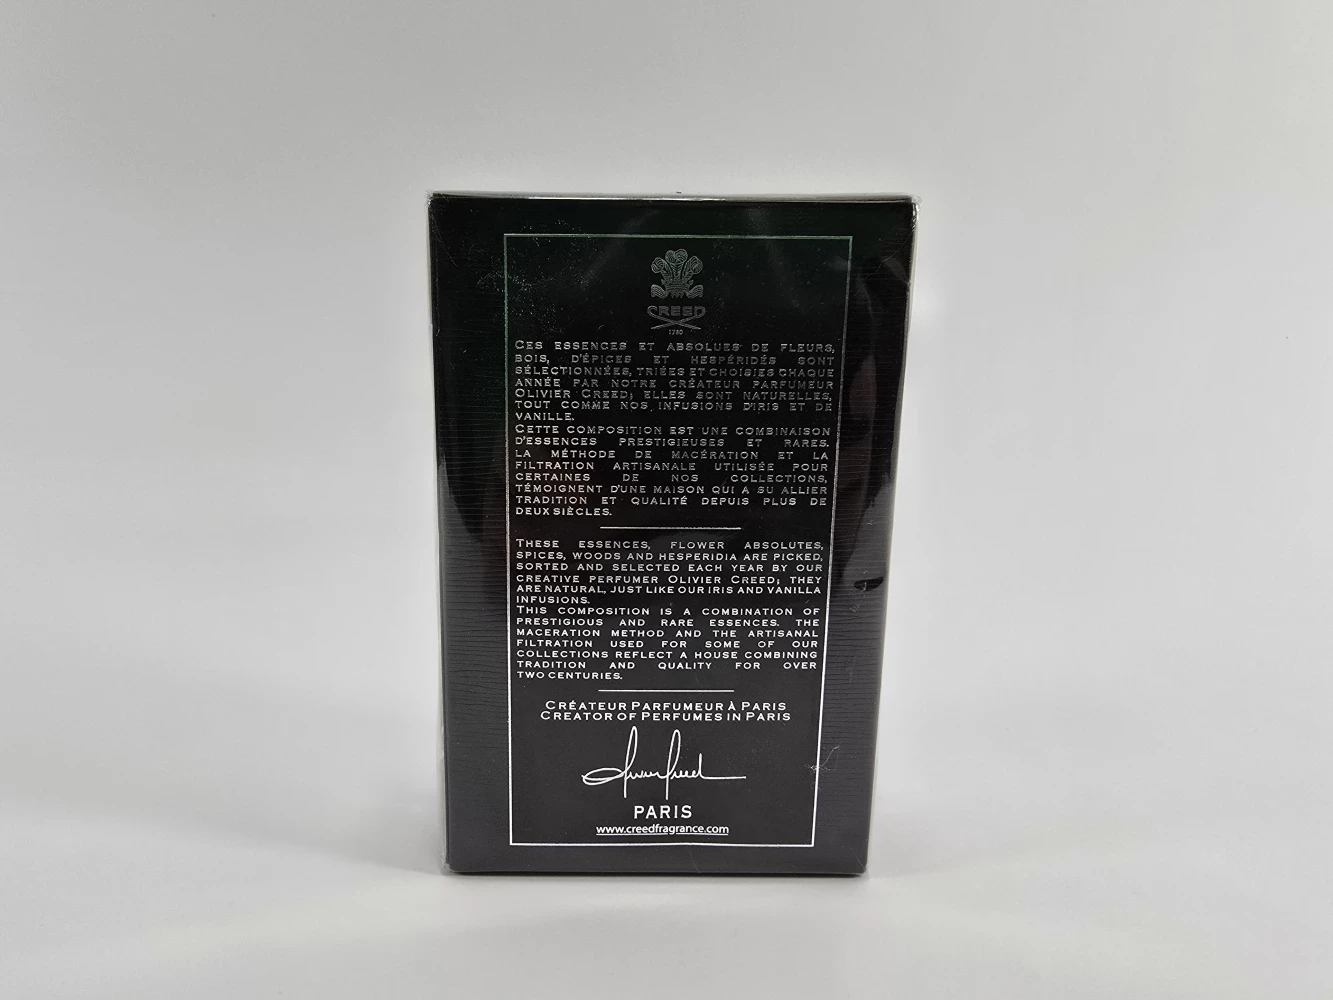 CREED
1760
CES ESSENCES ET ABSOLUES DE FLEURS,
BOIS, D'ÉPICES ET HESPÉRIDÉS SONT
SÉLECTIONNÉES, TRIÉES ET CHOISIES CHAQUE
ANNÉE PAR NOTRE CRÉATEUR PARFUMEUR
OLIVIER CREED; ELLES SONT NATURELLES,
TOUT COMME NOS INFUSIONS D'IRIS ET DE
VANILLE.
CETTE COMPOSITION EST UNE COMBINAISON
D'ESSENCES PRESTIGIEUSES ET RARES.
LA MÉTHODE DE MACÉRATION ET LA
FILTRATION ARTISANALE UTILISÉE POUR
CERTAINES DE NOS COLLECTIONS,
TÉMOIGNENT D'UNE MAISON QUI A SU ALLIER
TRADITION ET QUALITÉ DEPUIS PLUS DE
DEUX SIÈCLES.
THESE ESSENCES, FLOWER ABSOLUTES,
SPICES, WOODS AND HESPERIDIA ARE PICKED,
SORTED AND SELECTED EACH YEAR BY OUR
CREATIVE PERFUMER OLIVIER CREED; THEY
ARE NATURAL, JUST LIKE OUR IRIS AND VANILLA
INFUSIONS.
THIS COMPOSITION IS A COMBINATION OF
PRESTIGIOUS AND RARE ESSENCES. THE
MACERATION METHOD AND THE ARTISANAL
FILTRATION USED FOR SOME OF OUR
COLLECTIONS REFLECT A HOUSE COMBINING
TRADITION AND QUALITY FOR OVER
TWO CENTURIES.
CRÉATEUR PARFUMEUR À PARIS
CREATOR OF PERFUMES IN PARIS
PARIS
www.creedfragrance.com